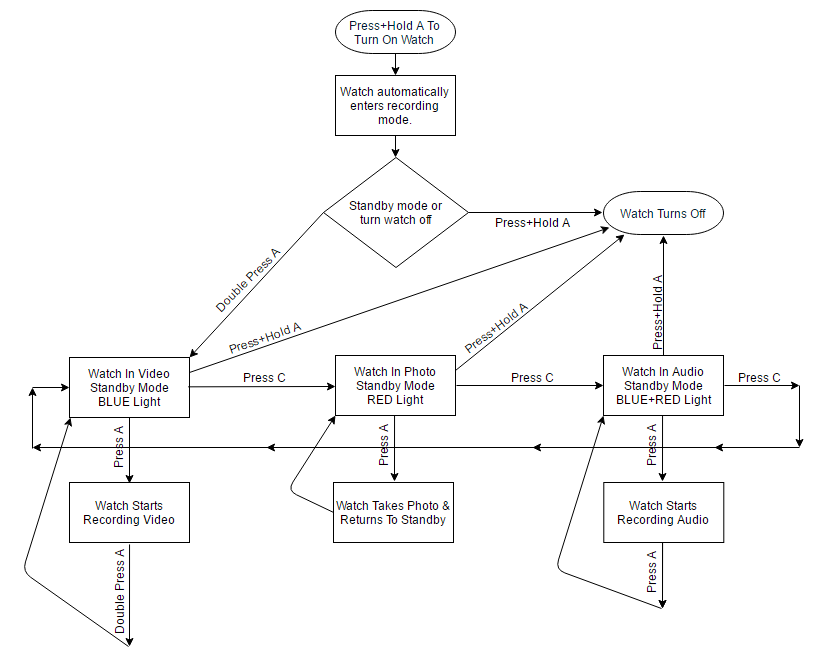 Press+Hold A To
Turn On Watch
Watch automatically
enters recording
mode.
Standby mode or
turn watch off
Press+Hold A
Watch Turns Off
Double Press A
Press+Hold A
Press+Hold A
Press+Hold A
Watch In Video
Standby Mode
BLUE Light
Press C
Watch In Photo
Standby Mode
RED Light
Press C
Watch In Audio
Standby Mode
BLUE+RED Light
Press C
Press A
Press A
Press A
Watch Starts
Recording Video
Watch Takes Photo &
Returns To Standby
Watch Starts
Recording Audio
Double Press A
Press A